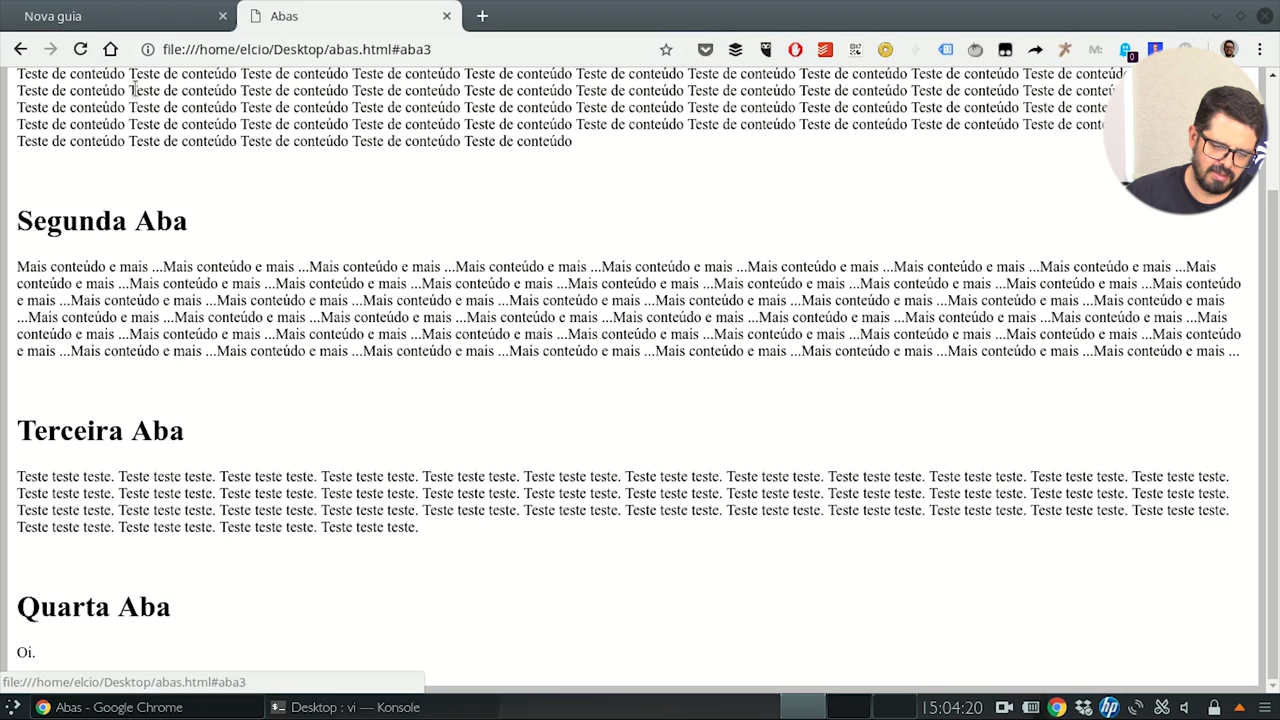 Nova guia
Abas
file:///home/elcio/Desktop/abas.html#aba3
M:
0
Teste de conteúdo Teste de conteúdo Teste de conteúdo Teste de conteúdo Teste de conteúdo Teste de conteúdo Teste de conteúdo Teste de conteúdo Teste de conteúdo Teste de conteúdo
Teste de conteúdo Teste de conteúdo Teste de conteúdo Teste de conteúdo Teste de conteúdo Teste de conteúdo Teste de conteúdo Teste de conteúdo Teste de conteúdo Teste de
Teste de conteúdo Teste de conteúdo Teste de conteúdo Teste de conteúdo Teste de conteúdo Teste de conteúdo Teste de conteúdo Teste de conteúdo Teste de conteúdo Teste de
Teste de conteúdo Teste de conteúdo Teste de conteúdo Teste de conteúdo Teste de conteúdo Teste de conteúdo Teste de conteúdo Teste de conteúdo Teste de conteúdo Teste de
Teste de conteúdo Teste de conteúdo Teste de conteúdo Teste de conteúdo Teste de conteúdo
Segunda Aba
Mais conteúdo e mais ...Mais conteúdo e mais ...Mais conteúdo e mais ...Mais conteúdo e mais ...Mais conteúdo e mais ...Mais conteúdo e mais ...Mais conteúdo e mais ...Mais conteúdo e mais ...Mais
conteúdo e mais ...Mais conteúdo e mais ...Mais conteúdo e mais ...Mais conteúdo e mais ...Mais conteúdo e mais ...Mais conteúdo e mais ...Mais conteúdo e mais ...Mais conteúdo e mais ...Mais conteúdo
e mais ...Mais conteúdo e mais ...Mais conteúdo e mais ...Mais conteúdo e mais ...Mais conteúdo e mais ...Mais conteúdo e mais ...Mais conteúdo e mais ...Mais conteúdo e mais ...Mais conteúdo e mais
...Mais conteúdo e mais ...Mais conteúdo e mais ...Mais conteúdo e mais ...Mais conteúdo e mais ...Mais conteúdo e mais ...Mais conteúdo e mais ...Mais conteúdo e mais ...Mais conteúdo e mais ...Mais
conteúdo e mais ...Mais conteúdo e mais ...Mais conteúdo e mais ...Mais conteúdo e mais ...Mais conteúdo e mais ...Mais conteúdo e mais ...Mais conteúdo e mais ...Mais conteúdo e mais ...Mais conteúdo
e mais ...Mais conteúdo e mais ...Mais conteúdo e mais ...Mais conteúdo e mais ...Mais conteúdo e mais ...Mais conteúdo e mais ...Mais conteúdo e mais ...Mais conteúdo e mais ...Mais conteúdo e mais ...
Terceira Aba
Teste teste teste. Teste teste teste. Teste teste teste. Teste teste teste. Teste teste teste. Teste teste teste. Teste teste teste. Teste teste teste. Teste teste teste. Teste teste teste. Teste teste teste. Teste teste teste.
Teste teste teste. Teste teste teste. Teste teste teste. Teste teste teste. Teste teste teste. Teste teste teste. Teste teste teste. Teste teste teste. Teste teste teste. Teste teste teste. Teste teste teste. Teste teste teste.
Teste teste teste. Teste teste teste. Teste teste teste. Teste teste teste. Teste teste teste. Teste teste teste. Teste teste teste. Teste teste teste. Teste teste teste. Teste teste teste. Teste teste teste. Teste teste teste.
Teste teste teste. Teste teste teste. Teste teste teste. Teste teste teste.
Quarta Aba
Oi.
file:///home/elcio/Desktop/abas.html#aba3
Abas - Google Chrome
Desktop : vi — Konsole
15:04:20